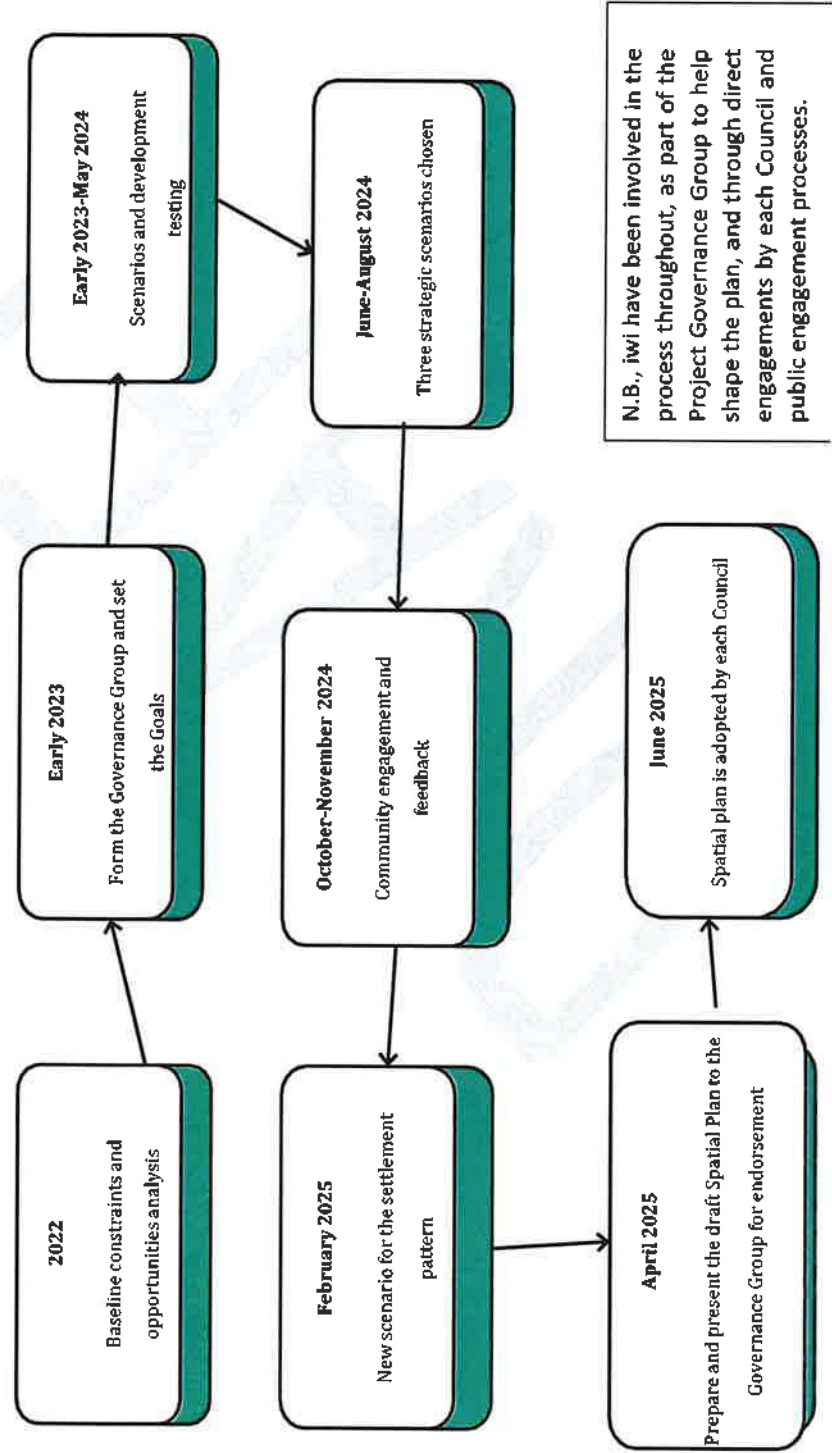 2022
Baseline constraints and
opportunities analysis
Early 2023
Form the Governance Group and set
the Goals
Early 2023-May 2024
Scenarios and development
testing
June-August 2024
Three strategic scenarios chosen
October-November 2024
Community engagement and
feedback
February 2025
New scenario for the settlement
pattern
April 2025
Prepare and present the draft Spatial Plan to the
Governance Group for endorsement
June 2025
Spatial plan is adopted by each Council
N.B., iwi have been involved in the
process throughout, as part of the
Project Governance Group to help
shape the plan, and through direct
engagements by each Council and
public engagement processes.